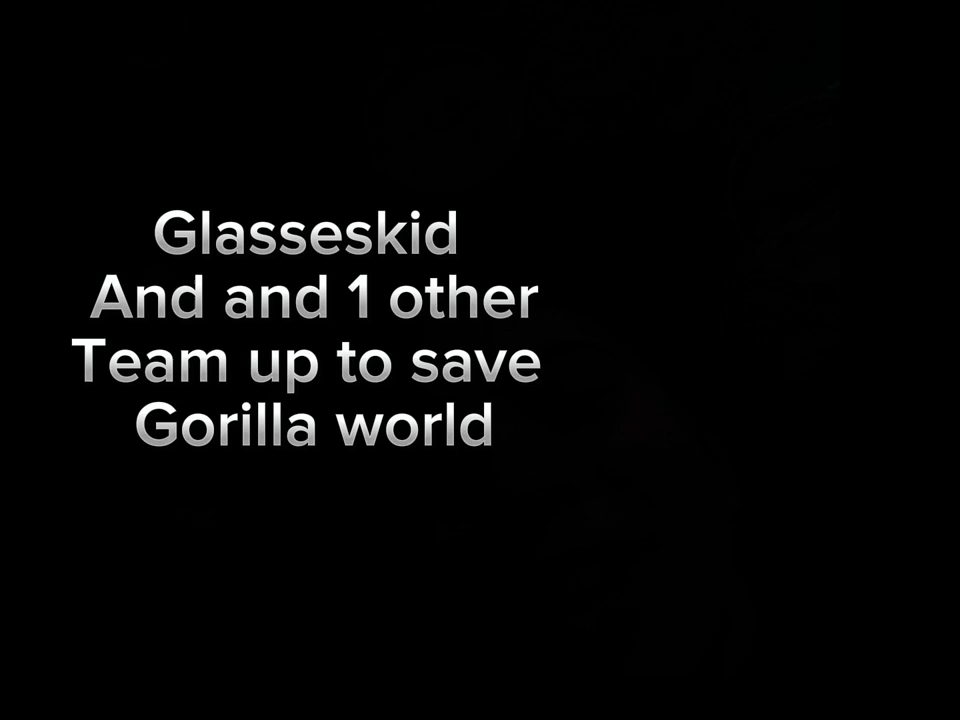 Glasseskid
And and 1 other
Team up to save
Gorilla world